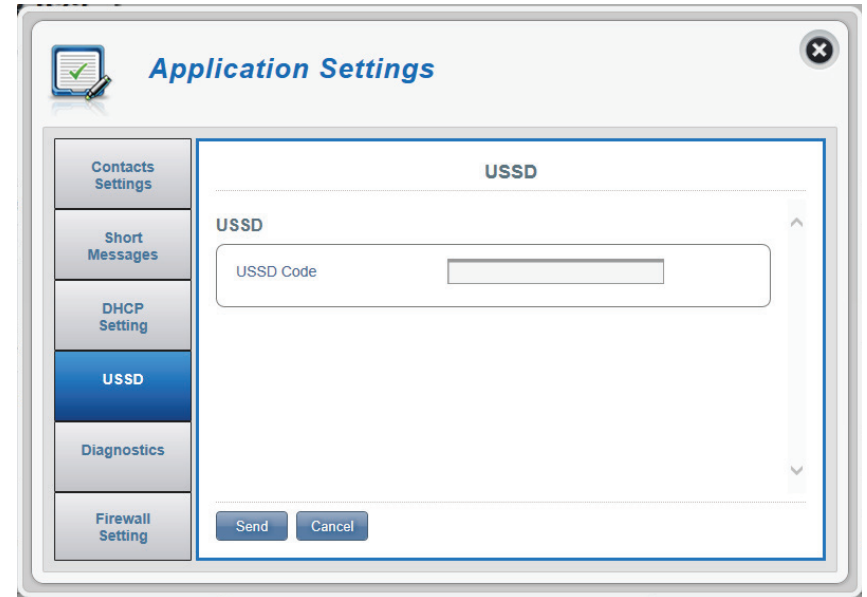 Application Settings
Contacts
Settings
Short
Messages
DHCP
Setting
USSD
Diagnostics
Firewall
Setting
USSD
USSD
USSD Code
Send Cancel